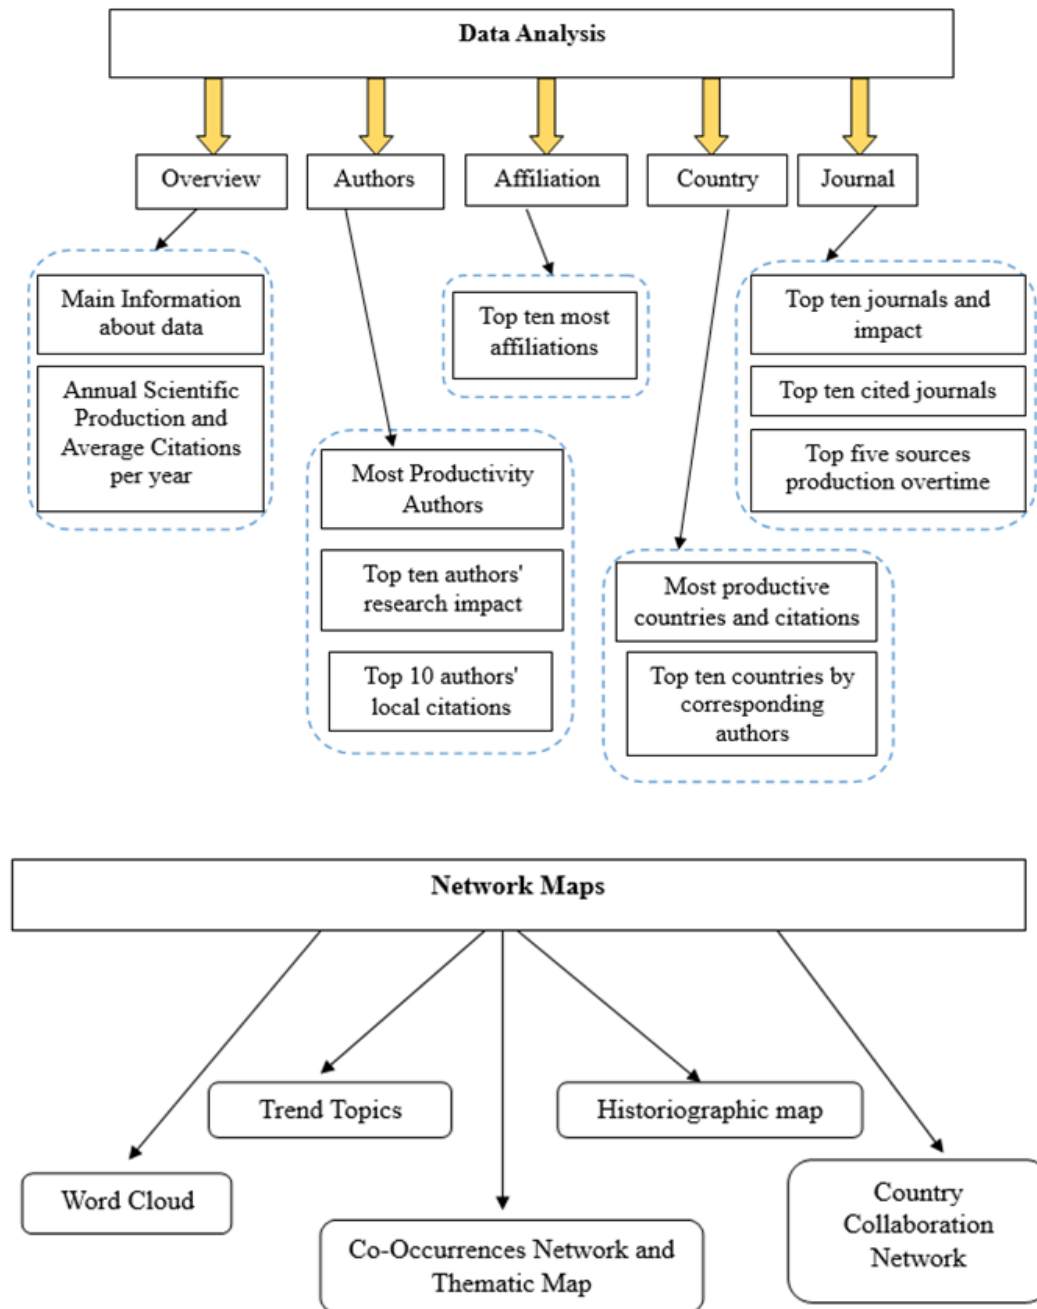 Data Analysis
Overview
Authors
Affiliation
Country
Journal
Main Information
about data
Annual Scientific
Production and
Average Citations
per year
Most Productivity
Authors
Top ten authors'
research impact
Top 10 authors'
local citations
Top ten most
affiliations
Most productive
countries and citations
Top ten countries by
corresponding
authors
Top ten journals and
impact
Top ten cited journals
Top five sources
production overtime
Network Maps
Word Cloud
Trend Topics
Co-Occurrences Network and
Thematic Map
Historiographic map
Country
Collaboration
Network